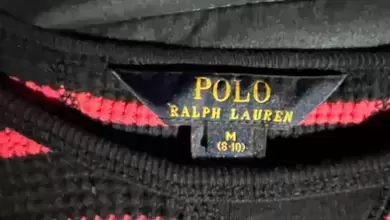 POLO
RALPH LAUREN
M
(8-10)